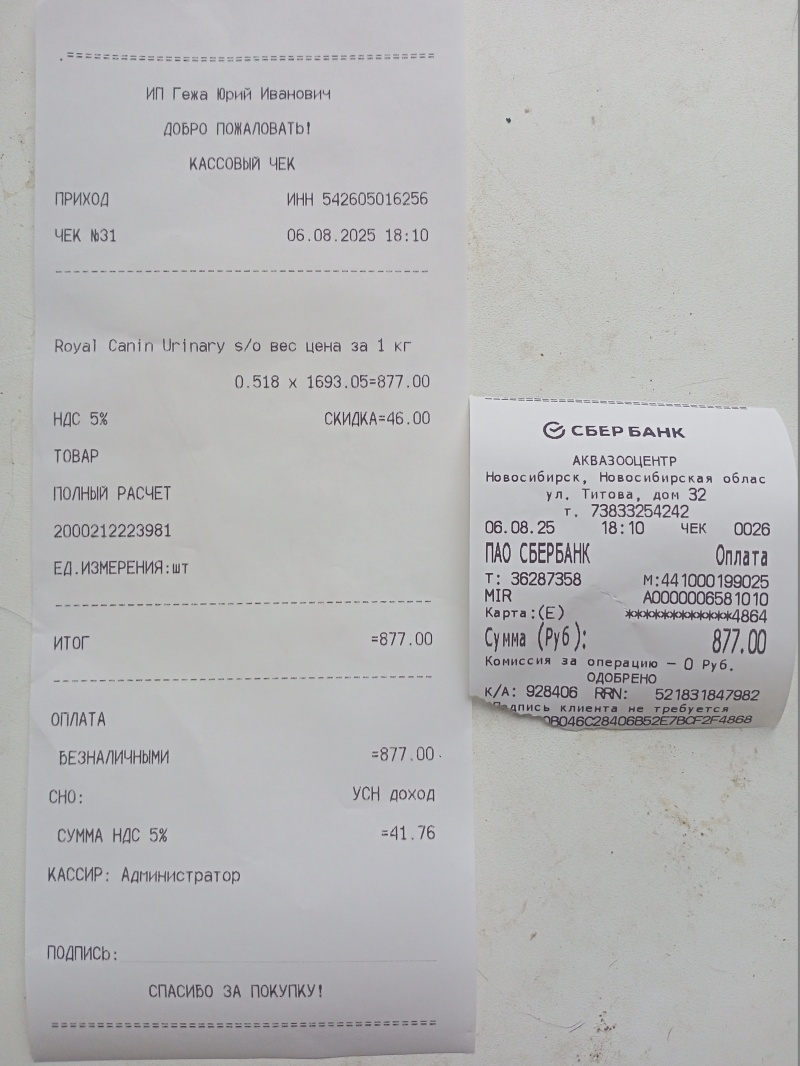 ИП Гежа Юрий Иванович
ДОБРО ПОЖАЛОВАТЬ!
КАССОВЫЙ ЧЕК
ПРИХОД ИНН 542605016256
ЧЕК №31 06.08.2025 18:10
Royal Canin Urinary s/o вес цена за 1 кг
0.518 x 1693.05=877.00
НДС 5% СКИДКА=46.00
ТОВАР
ПОЛНЫЙ РАСЧЕТ
2000212223981
ЕД.ИЗМЕРЕНИЯ:шт
ИТОГ =877.00
ОПЛАТА
БЕЗНАЛИЧНЫМИ =877.00
СНО: УСН доход
СУММА НДС 5% =41.76
КАССИР: Администратор
ПОДПИСЬ:
СПАСИБО ЗА ПОКУПКУ!
СБЕР БАНК
АКВАЗООЦЕНТР
Новосибирск, Новосибирская облас
ул. Титова, дом 32
т. 73833254242
06.08.25 18:10 ЧЕК 0026
ПАО СБЕРБАНК Оплата
Т: 36287358 М:441000199025
MIR A0000006581010
Карта:(E) ************4864
Сумма (Руб): 877.00
Комиссия за операцию – 0 Руб.
ОДОБРЕНО
К/А: 928406 RRN: 521831847982
Подпись клиента не требуется
0B046C28406B52E7BCF2F4868